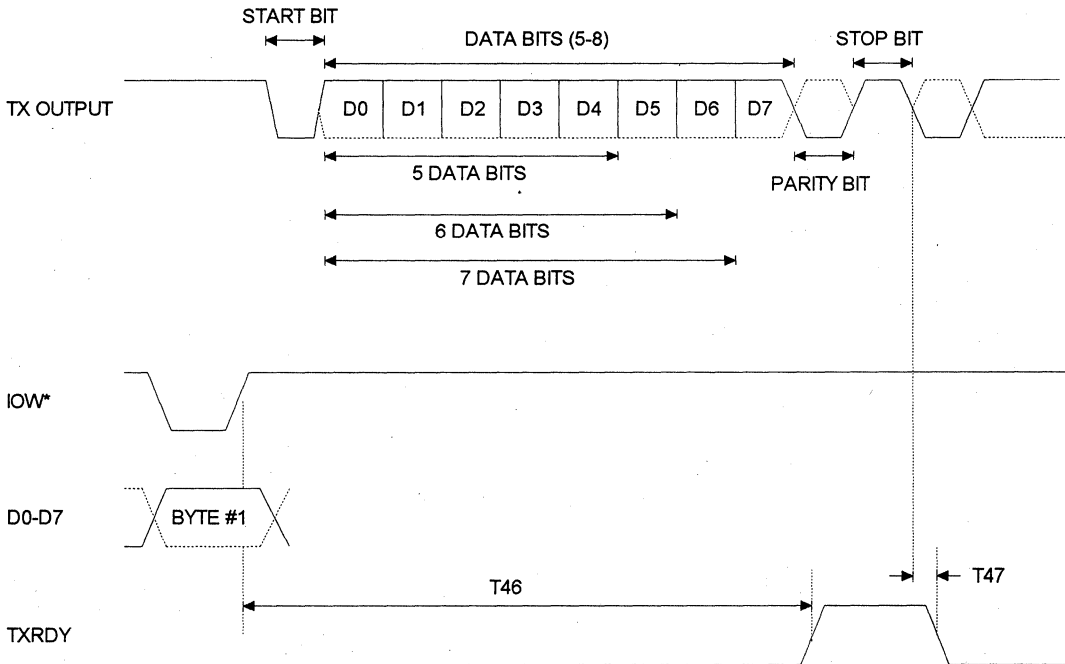 START BIT
DATA BITS (5-8)
STOP BIT
TX OUTPUT
D0 D1 D2 D3 D4 D5 D6 D7
5 DATA BITS
PARITY BIT
6 DATA BITS
7 DATA BITS
IOW*
D0-D7
BYTE #1
T46
T47
TXRDY